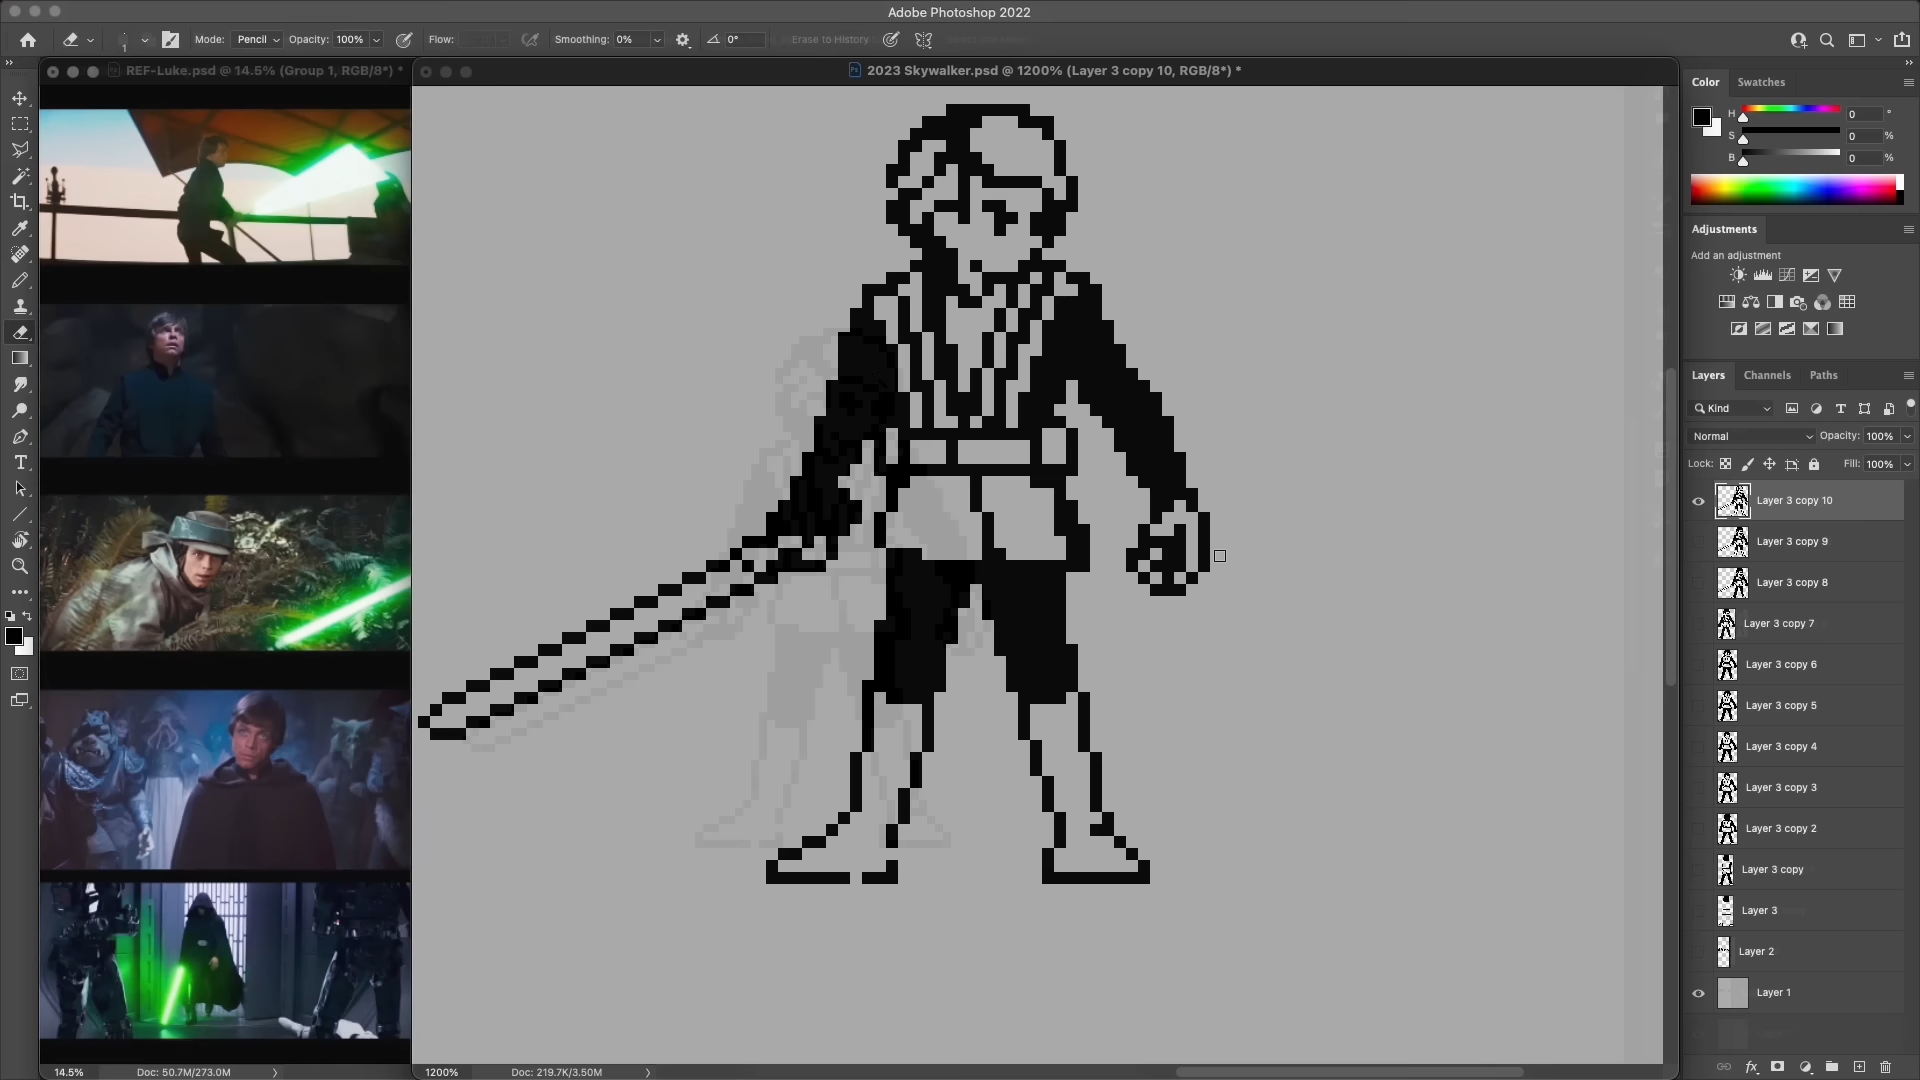 Adobe Photoshop 2022
1
Mode: Pencil Opacity: 100% Flow: Smoothing: 0% 0° Erase to History
REF-Luke.psd @ 14.5% (Group 1, RGB/8*) *
2023 Skywalker.psd @ 1200% (Layer 3 copy 10, RGB/8*) *
Color Swatches
H 0 °
S 0 %
B 0 %
Adjustments
Add an adjustment
Layers Channels Paths
Kind
Normal Opacity: 100%
Lock: Fill: 100%
Layer 3 copy 10
Layer 3 copy 9
Layer 3 copy 8
Layer 3 copy 7
Layer 3 copy 6
Layer 3 copy 5
Layer 3 copy 4
Layer 3 copy 3
Layer 3 copy 2
Layer 3 copy
Layer 3
Layer 2
Layer 1
14.5% Doc: 50.7M/273.0M
1200% Doc: 219.7K/3.50M